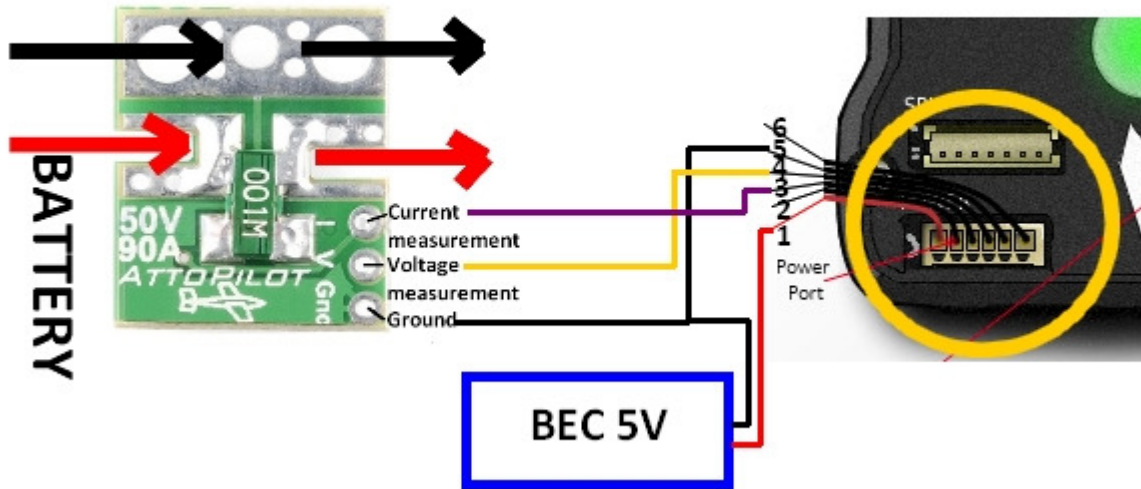 BATTERY
50V
90A
ATTOPILOT
001M
I
V
Gnd
Current
measurement
Voltage
measurement
Ground
BEC 5V
6
5
4
3
2
1
Power
Port